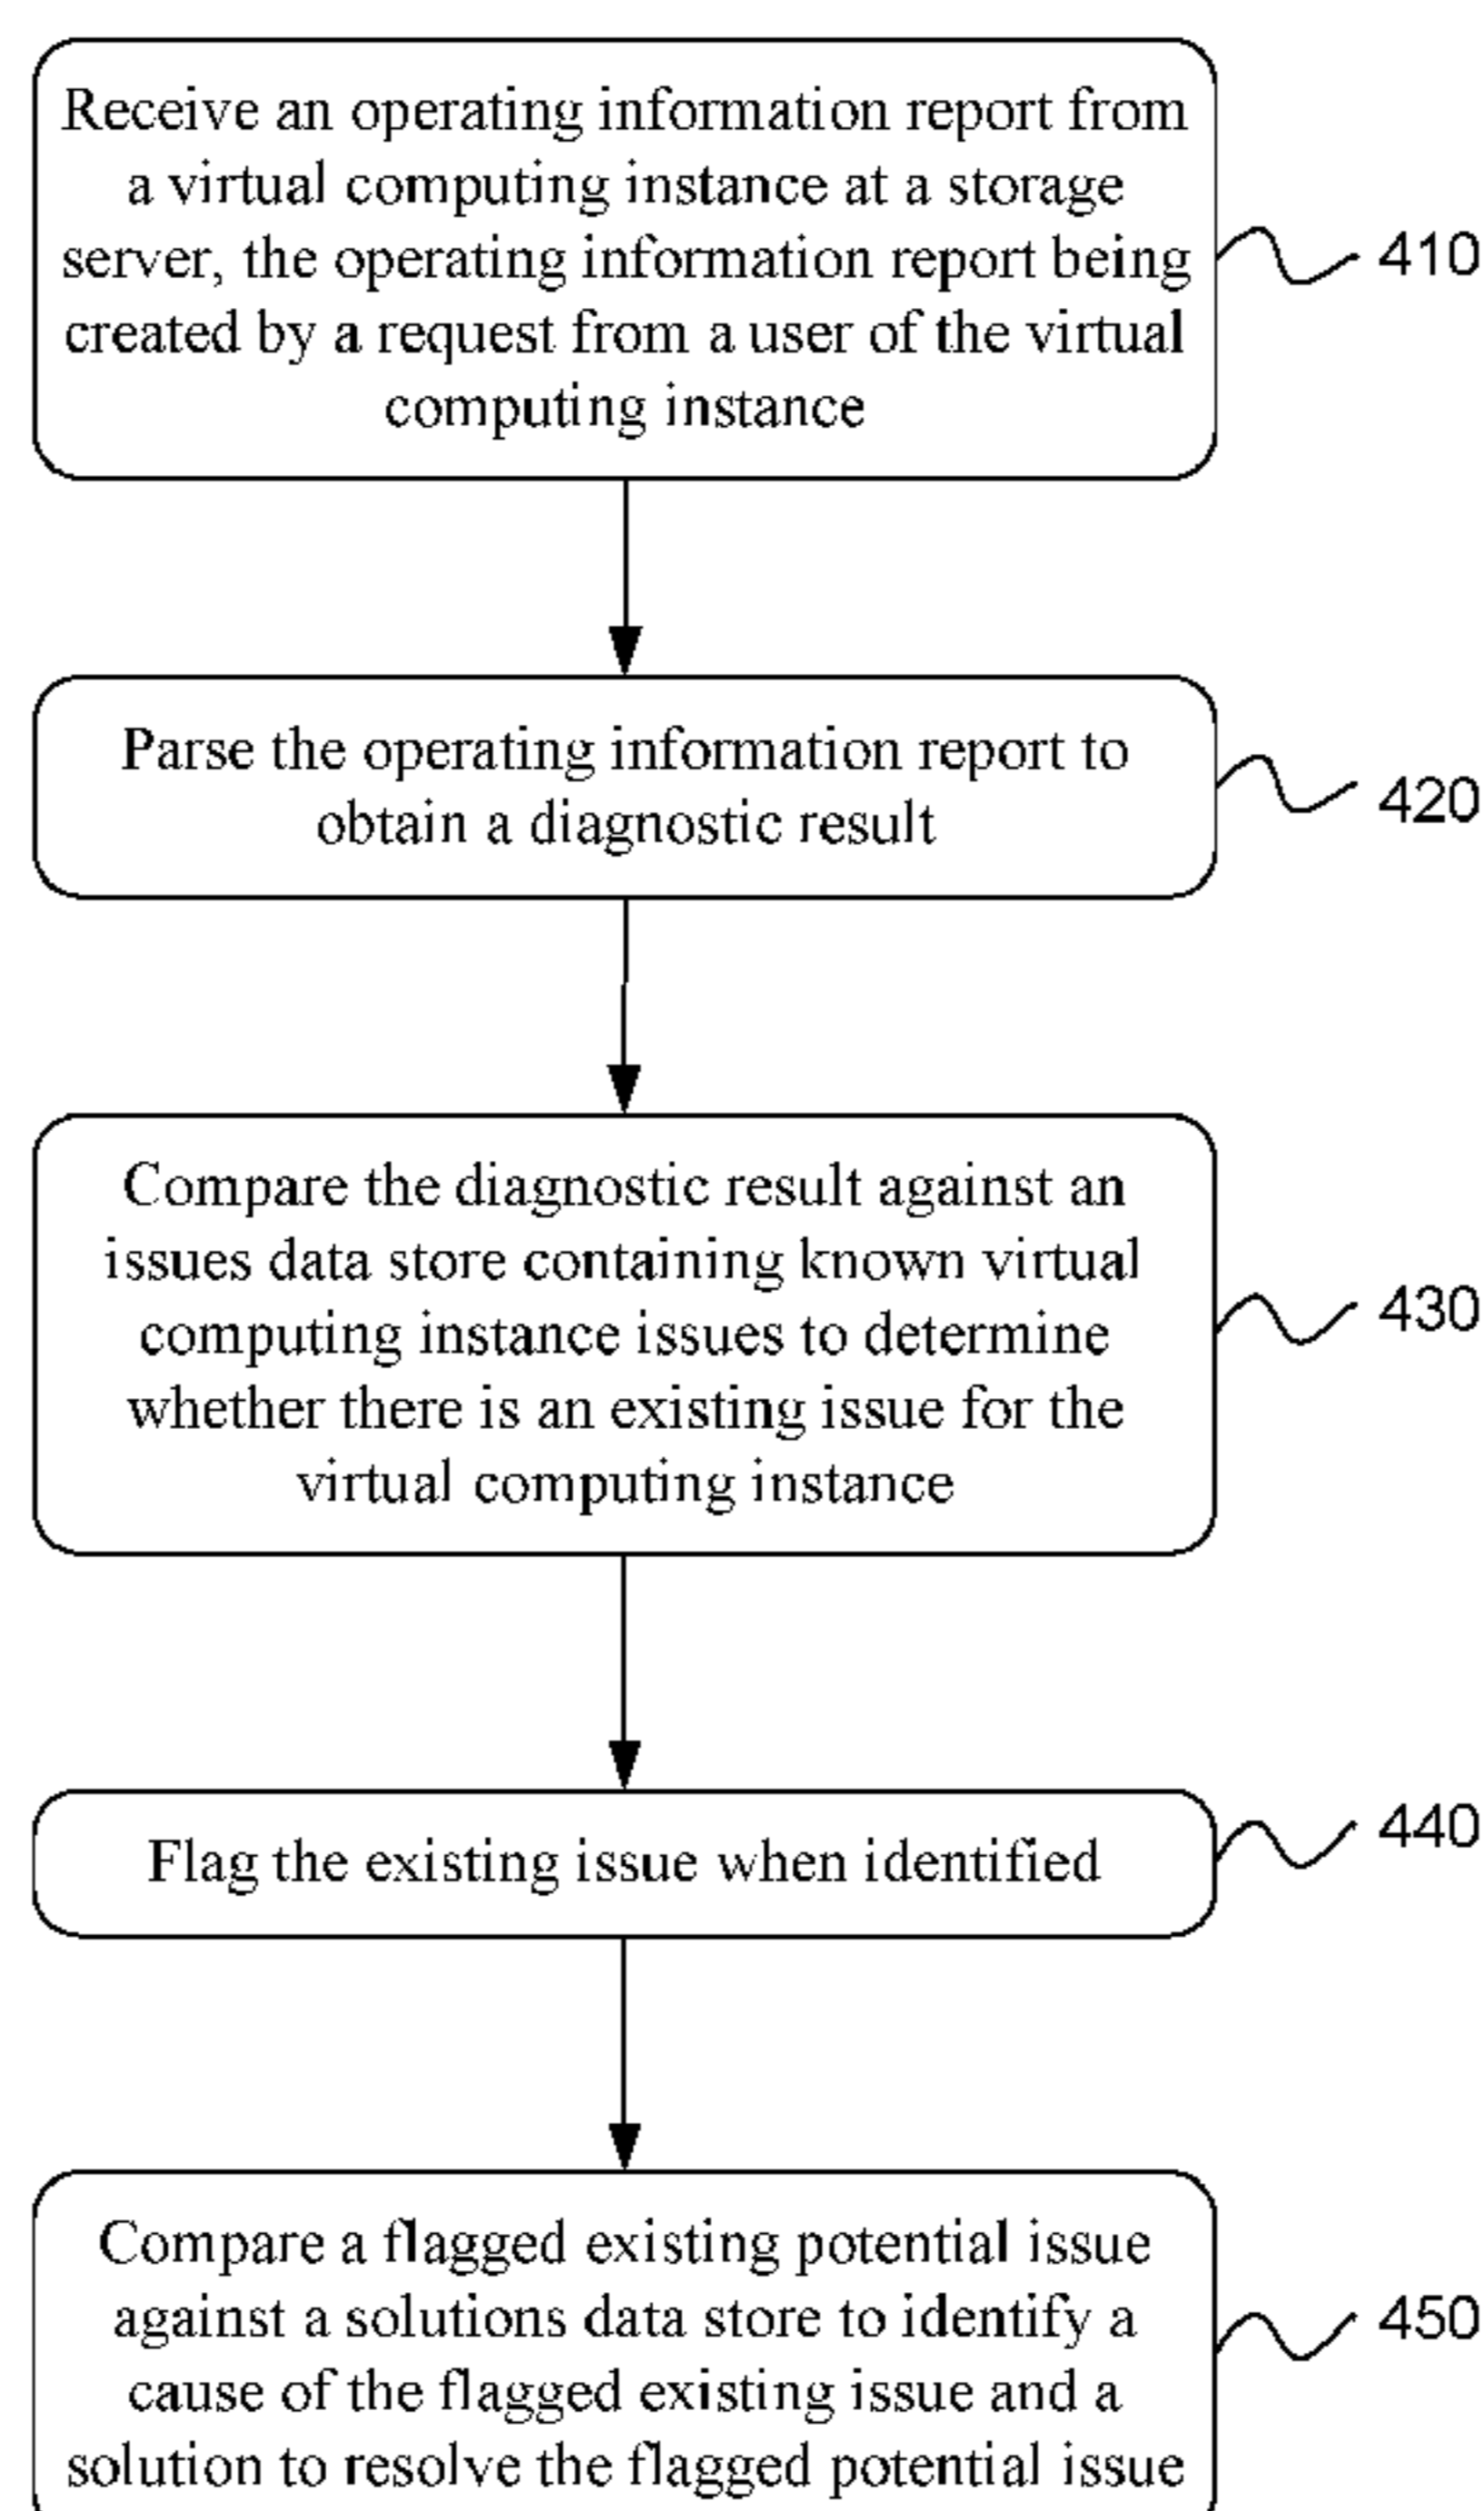 Receive an operating information report from
a virtual computing instance at a storage
server, the operating information report being
created by a request from a user of the virtual
computing instance
410
Parse the operating information report to
obtain a diagnostic result
420
Compare the diagnostic result against an
issues data store containing known virtual
computing instance issues to determine
whether there is an existing issue for the
virtual computing instance
430
Flag the existing issue when identified
440
Compare a flagged existing potential issue
against a solutions data store to identify a
cause of the flagged existing issue and a
solution to resolve the flagged potential issue
450